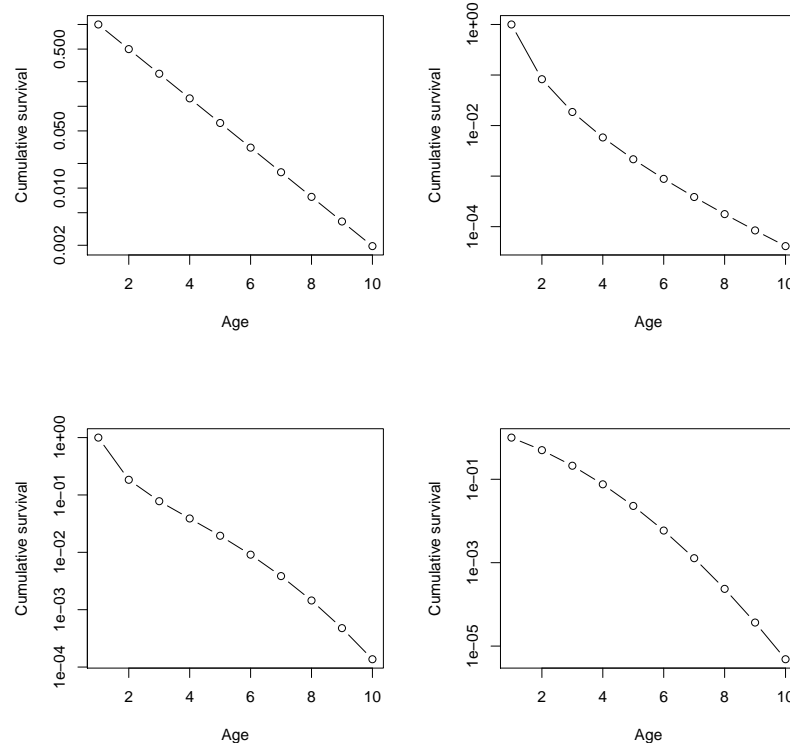 0.500
0.050
0.010
0.002
Cumulative survival
2 4 6 8 10
Age
1e+00
1e-02
1e-04
Cumulative survival
2 4 6 8 10
Age
1e+00
1e-01
1e-02
1e-03
1e-04
Cumulative survival
2 4 6 8 10
Age
1e-01
1e-03
1e-05
Cumulative survival
2 4 6 8 10
Age